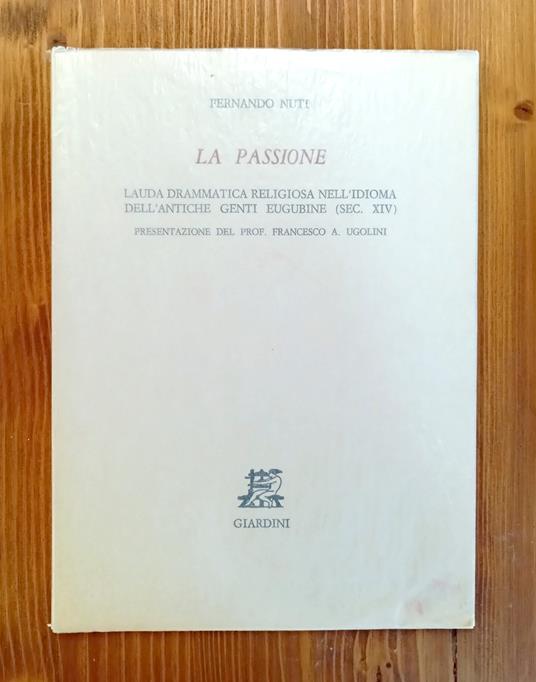 FERNANDO NUTI
LA PASSIONE
LAUDA DRAMMATICA RELIGIOSA NELL'IDIOMA
DELL'ANTICHE GENTI EUGUBINE (SEC. XIV)
PRESENTAZIONE DEL PROF. FRANCESCO A. UGOLINI
GIARDINI